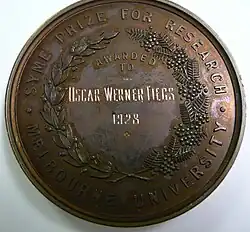 SYME PRIZE FOR RESEARCH
AWARDED
TO
OSCAR WERNER TIEGS
1928
MELBOURNE UNIVERSITY